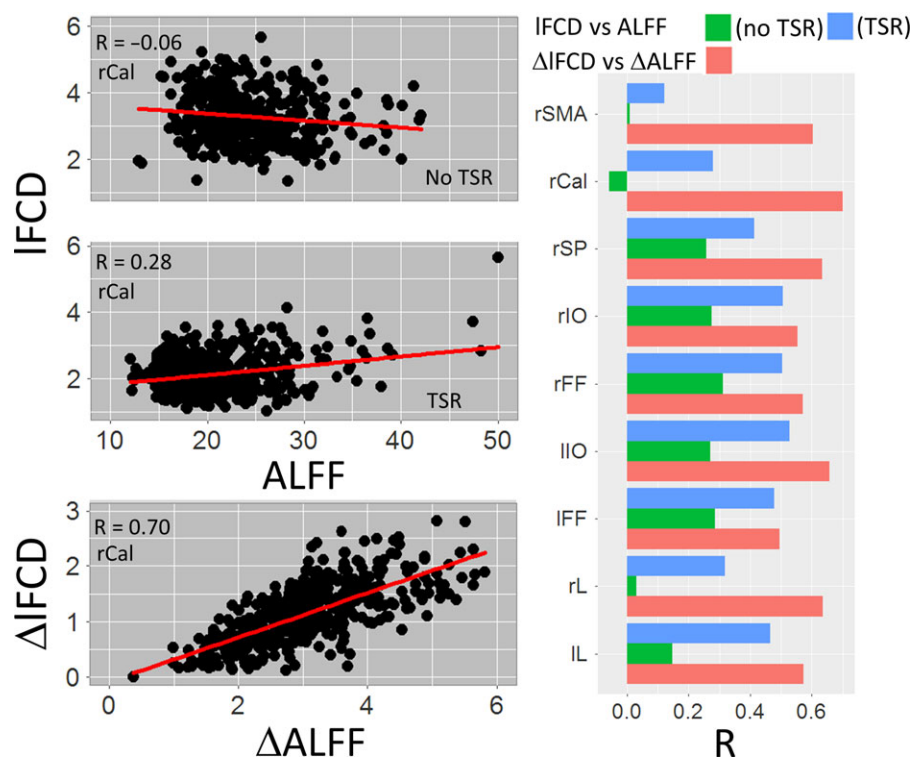 R = –0.06
rCal
No TSR
6
4
2
lFCD
R = 0.28
rCal
TSR
6
4
2
10 20 30 40 50
ALFF
R = 0.70
rCal
3
2
1
0
ΔlFCD
0 2 4 6
ΔALFF
lFCD vs ALFF (no TSR) (TSR)
ΔlFCD vs ΔALFF
rSMA
rCal
rSP
rIO
rFF
lIO
lFF
rL
lL
0.0 0.2 0.4 0.6
R